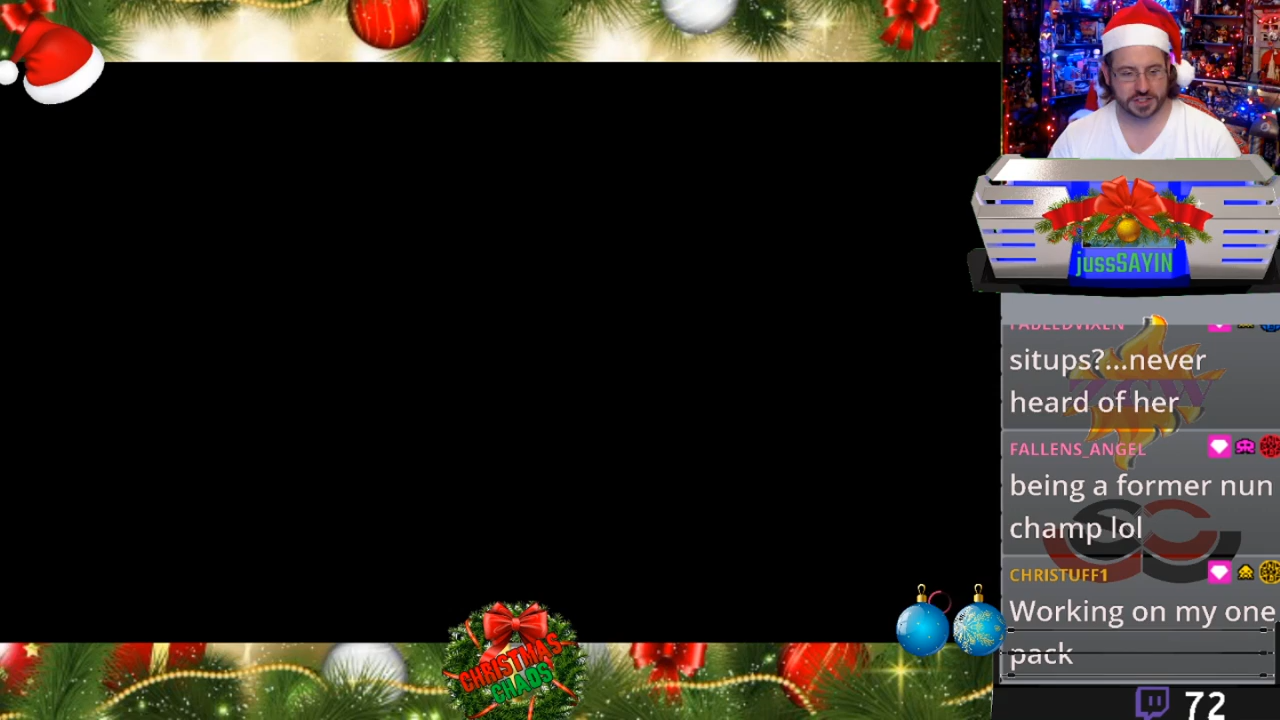 jussSAYIN
FABLEDVIXEN
situps?...never
heard of her
FALLENS_ANGEL
being a former nun
champ lol
CHRISTUFF1
Working on my one
pack
CHRISTMAS
CHAOS
72